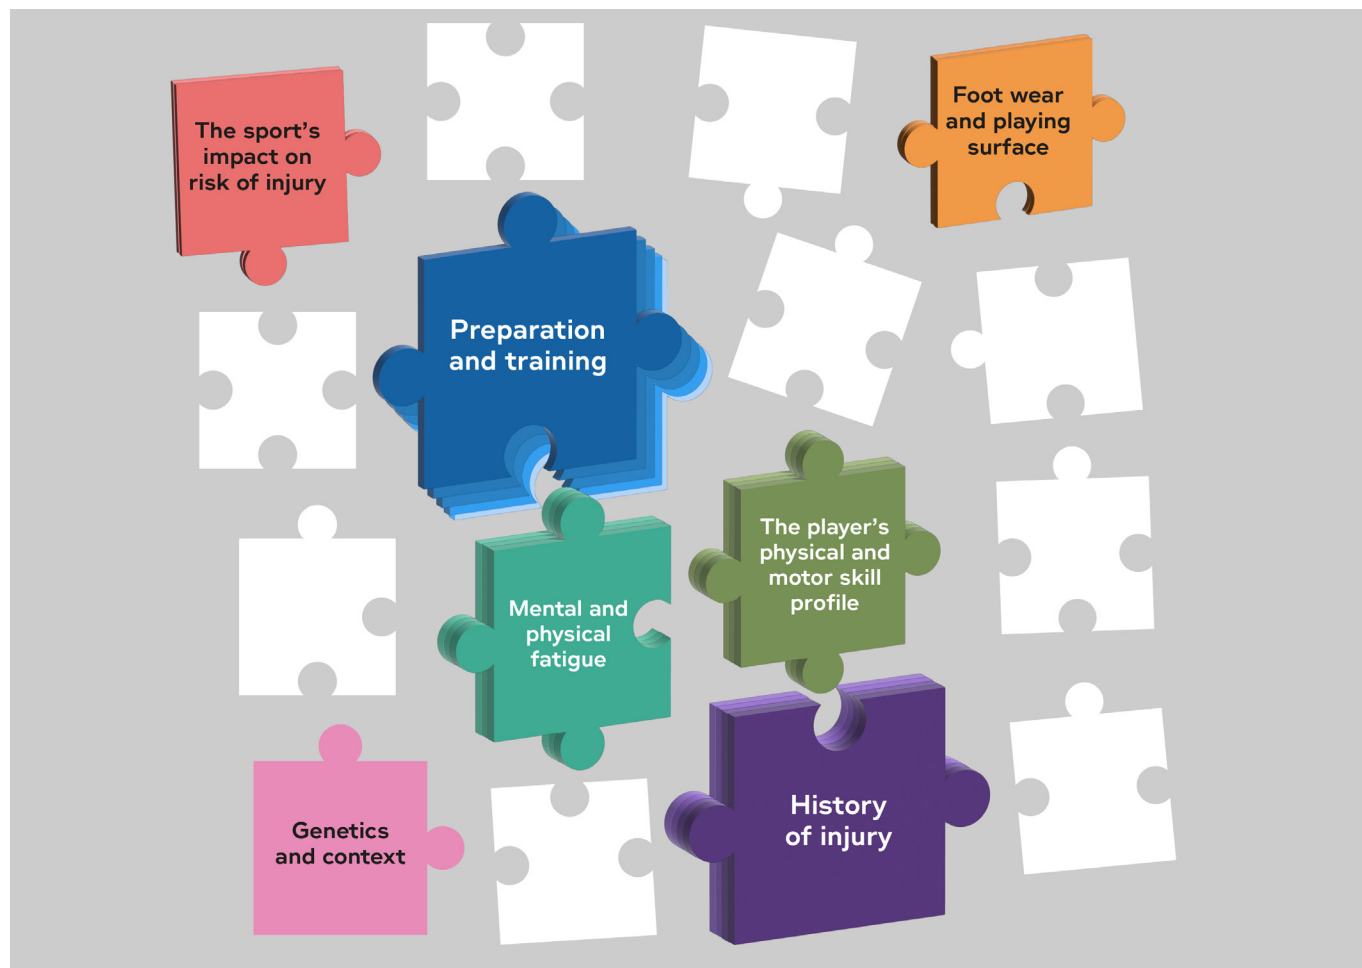 The sport’s
impact on
risk of injury
Foot wear
and playing
surface
Preparation
and training
The player’s
physical and
motor skill
profile
Mental and
physical
fatigue
History
of injury
Genetics
and context